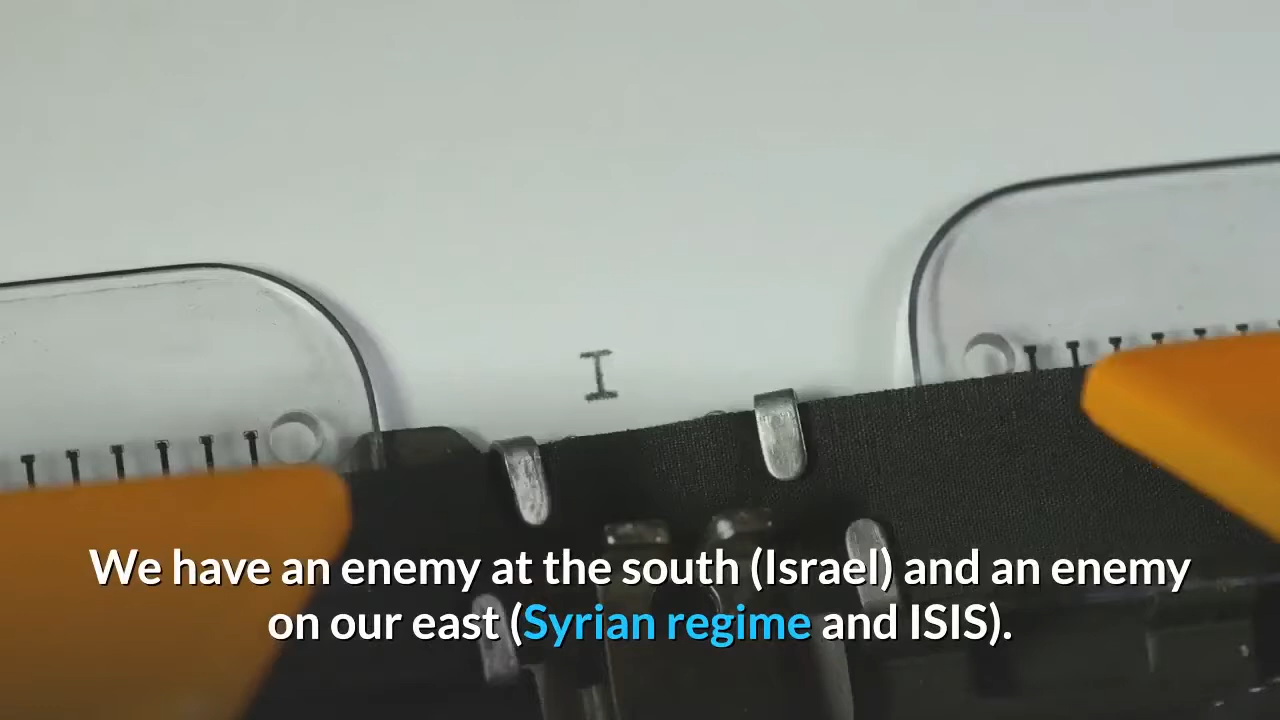 I
We have an enemy at the south (Israel) and an enemy
on our east (Syrian regime and ISIS).